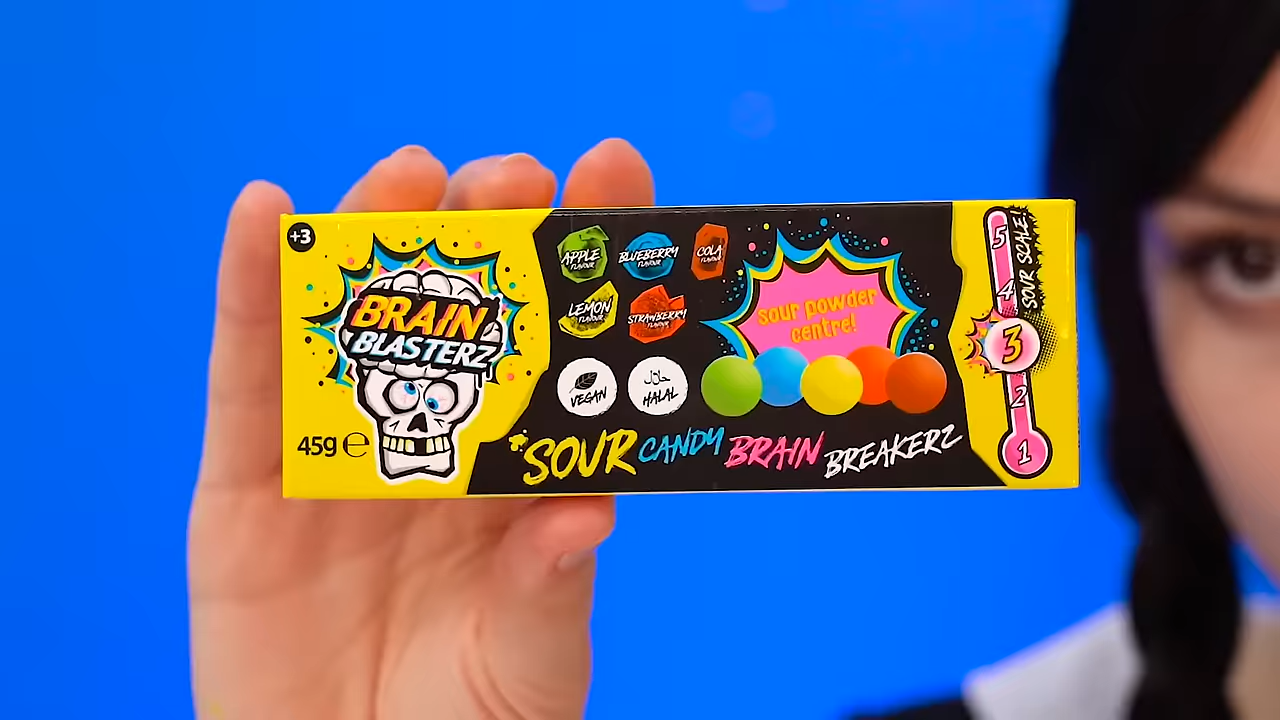 +3
BRAIN
BLASTERZ
45g ℮
APPLE
FLAVOUR
BLUEBERRY
FLAVOUR
COLA
FLAVOUR
LEMON
FLAVOUR
STRAWBERRY
FLAVOUR
VEGAN
حلال
HALAL
sour powder
centre!
SOUR CANDY BRAIN BREAKERZ
SOUR SCALE!
5
4
3
2
1